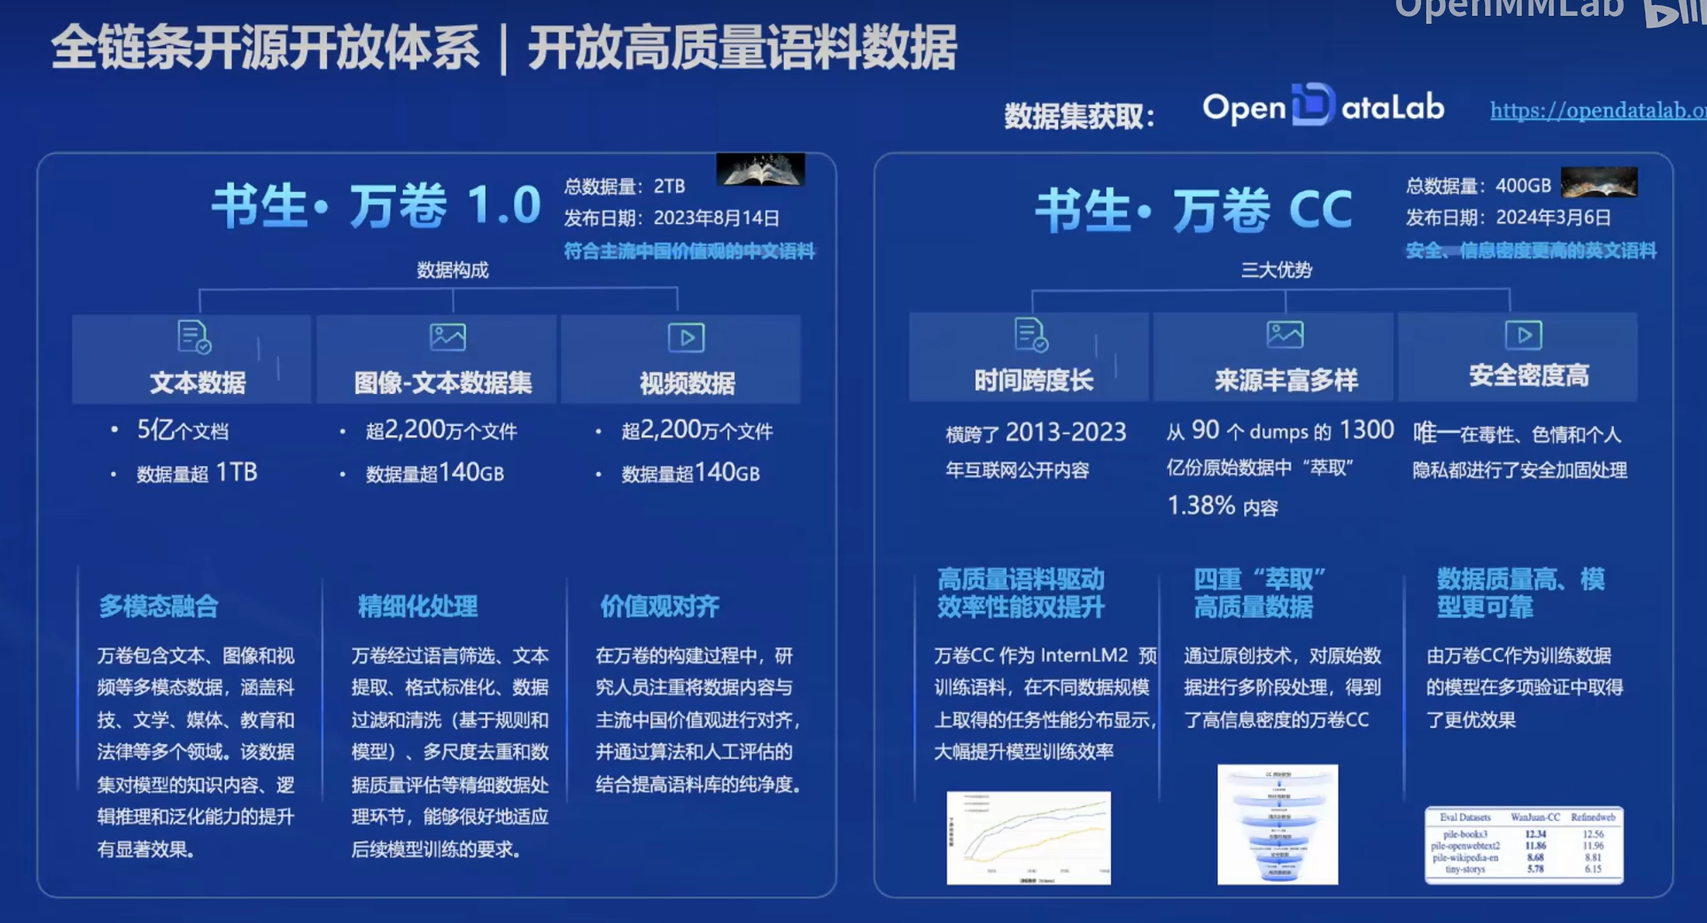 OpenMMLab
全链条开源开放体系｜开放高质量语料数据
数据集获取：
OpenDataLab
https://opendatalab.o
书生·万卷 1.0
总数据量：2TB
发布日期：2023年8月14日
符合主流中国价值观的中文语料
数据构成
文本数据
5亿个文档
数据量超 1TB
图像-文本数据集
超2,200万个文件
数据量超140GB
视频数据
超2,200万个文件
数据量超140GB
多模态融合
万卷包含文本、图像和视
频等多模态数据，涵盖科
技、文学、媒体、教育和
法律等多个领域。该数据
集对模型的知识内容、逻
辑推理和泛化能力的提升
有显著效果。
精细化处理
万卷经过语言筛选、文本
提取、格式标准化、数据
过滤和清洗（基于规则和
模型）、多尺度去重和数
据质量评估等精细数据处
理环节，能够很好地适应
后续模型训练的要求。
价值观对齐
在万卷的构建过程中，研
究人员注重将数据内容与
主流中国价值观进行对齐，
并通过算法和人工评估的
结合提高语料库的纯净度。
书生·万卷 CC
总数据量：400GB
发布日期：2024年3月6日
安全、信息密度更高的英文语料
三大优势
时间跨度长
横跨了 2013-2023
年互联网公开内容
来源丰富多样
从 90 个 dumps 的 1300
亿份原始数据中“萃取”
1.38% 内容
安全密度高
唯一在毒性、色情和个人
隐私都进行了安全加固处理
高质量语料驱动
效率性能双提升
万卷CC 作为 InternLM2 预
训练语料，在不同数据规模
上取得的任务性能分布显示，
大幅提升模型训练效率
四重“萃取”
高质量数据
通过原创技术，对原始数
据进行多阶段处理，得到
了高信息密度的万卷CC
数据质量高、模
型更可靠
由万卷CC作为训练数据
的模型在多项验证中取得
了更优效果
Eval Datasets WanJuan-CC Refinedweb
pile-books3 12.34 12.56
pile-openwebtext2 11.86 11.96
pile-wikipedia-en 8.68 8.81
tiny-storys 5.78 6.15